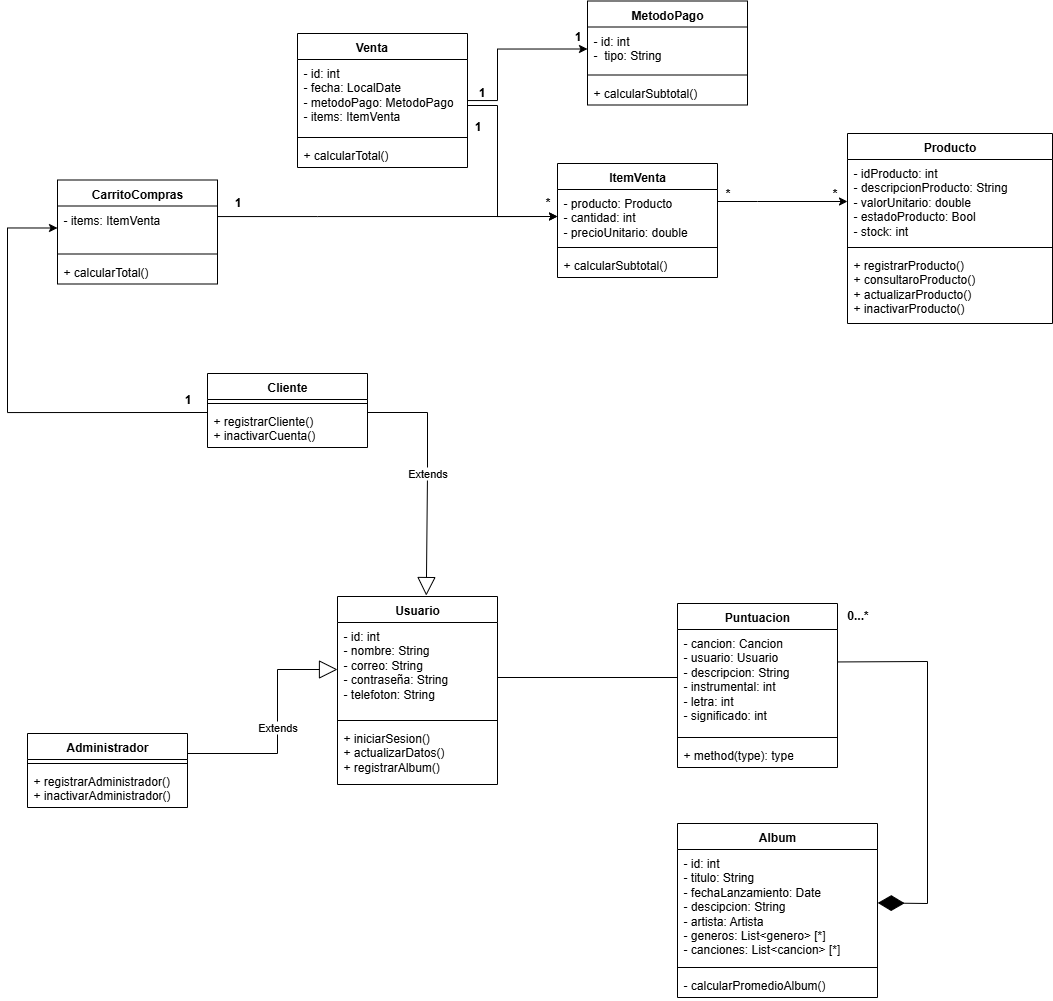 MetodoPago
- id: int
-  tipo: String
+ calcularSubtotal()
1
Venta
- id: int
- fecha: LocalDate
- metodoPago: MetodoPago
- items: ItemVenta
+ calcularTotal()
1
1
CarritoCompras
- items: ItemVenta
+ calcularTotal()
1
*
ItemVenta
- producto: Producto
- cantidad: int
- precioUnitario: double
+ calcularSubtotal()
*
*
Producto
- idProducto: int
- descripcionProducto: String
- valorUnitario: double
- estadoProducto: Bool
- stock: int
+ registrarProducto()
+ consultaroProducto()
+ actualizarProducto()
+ inactivarProducto()
1
Cliente
+ registrarCliente()
+ inactivarCuenta()
Extends
Usuario
- id: int
- nombre: String
- correo: String
- contraseña: String
- telefoton: String
+ iniciarSesion()
+ actualizarDatos()
+ registrarAlbum()
Extends
Administrador
+ registrarAdministrador()
+ inactivarAdministrador()
Puntuacion
- cancion: Cancion
- usuario: Usuario
- descripcion: String
- instrumental: int
- letra: int
- significado: int
+ method(type): type
0...*
Album
- id: int
- titulo: String
- fechaLanzamiento: Date
- descipcion: String
- artista: Artista
- generos: List<genero> [*]
- canciones: List<cancion> [*]
- calcularPromedioAlbum()